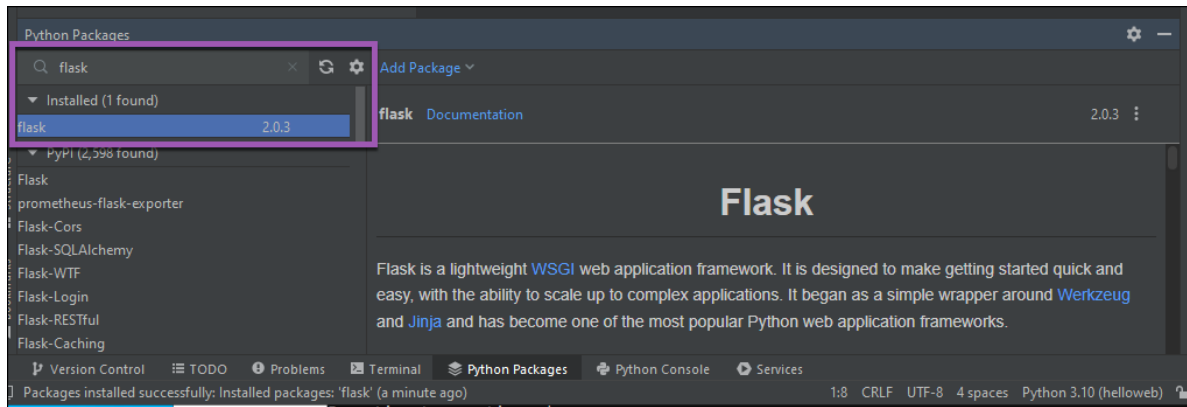 Python Packages
flask
Add Package
Installed (1 found)
flask 2.0.3
flask Documentation 2.0.3
PyPI (2,598 found)
Flask
prometheus-flask-exporter
Flask-Cors
Flask-SQLAlchemy
Flask-WTF
Flask-Login
Flask-RESTful
Flask-Caching
Flask
Flask is a lightweight WSGI web application framework. It is designed to make getting started quick and
easy, with the ability to scale up to complex applications. It began as a simple wrapper around Werkzeug
and Jinja and has become one of the most popular Python web application frameworks.
Version Control TODO Problems Terminal Python Packages Python Console Services
Packages installed successfully: Installed packages: 'flask' (a minute ago) 1:8 CRLF UTF-8 4 spaces Python 3.10 (helloweb)